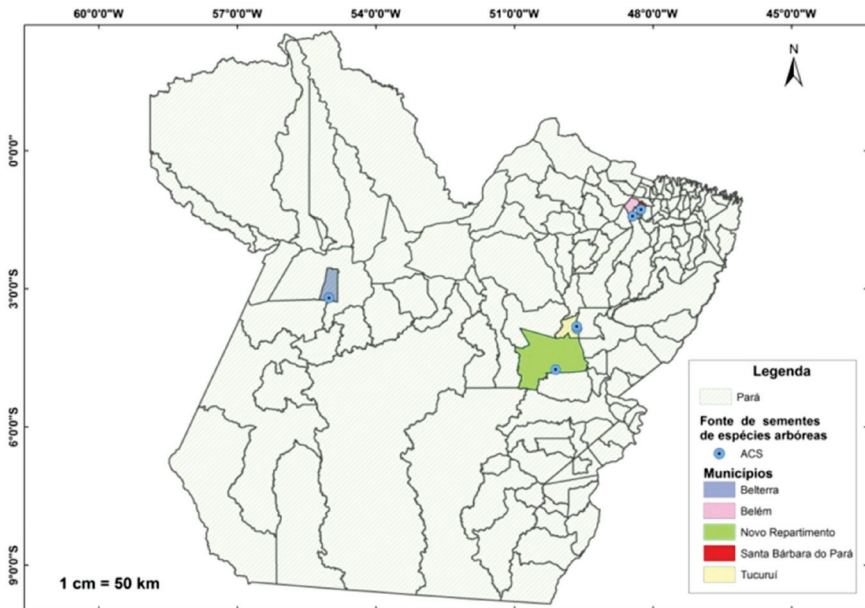 60°0'0"W 57°0'0"W 54°0'0"W 51°0'0"W 48°0'0"W 45°0'0"W
N
0°0'0"
3°0'0"S
6°0'0"S
9°0'0"S
Legenda
Pará
Fonte de sementes
de espécies arbóreas
ACS
Municípios
Belterra
Belém
Novo Repartimento
Santa Bárbara do Pará
Tucuruí
1 cm = 50 km